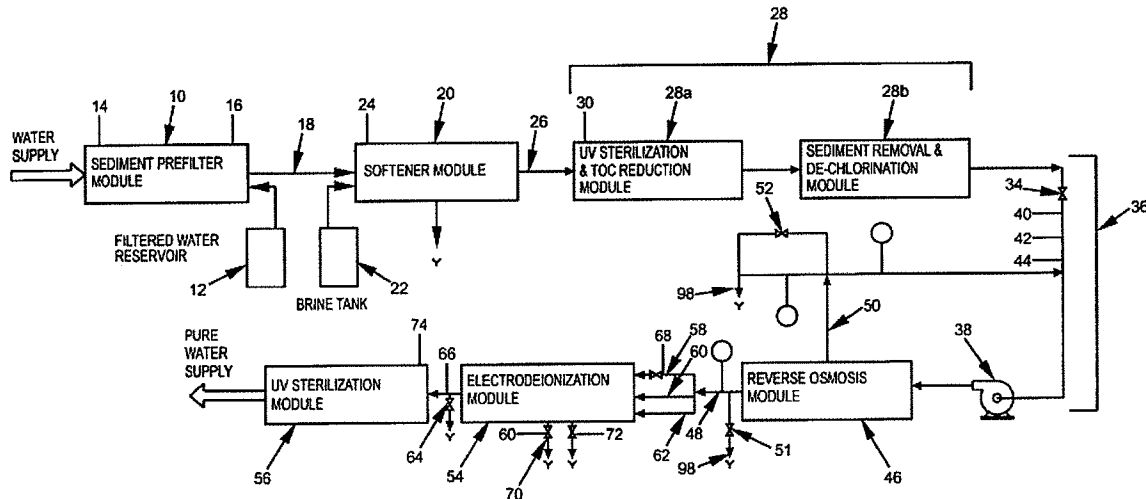 28
14
10
16
24
20
30
28a
28b
18
26
WATER
SUPPLY
SEDIMENT PREFILTER
MODULE
SOFTENER MODULE
UV STERILIZATION
& TOC REDUCTION
MODULE
SEDIMENT REMOVAL &
DE-CHLORINATION
MODULE
34
36
52
40
42
44
FILTERED WATER
RESERVOIR
12
Y
BRINE TANK
22
98
Y
50
PURE
WATER
SUPPLY
74
66
68
58
60
38
UV STERILIZATION
MODULE
ELECTRODEIONIZATION
MODULE
REVERSE OSMOSIS
MODULE
56
64
Y
54
60
70
Y
Y
72
62
48
98
Y
51
46